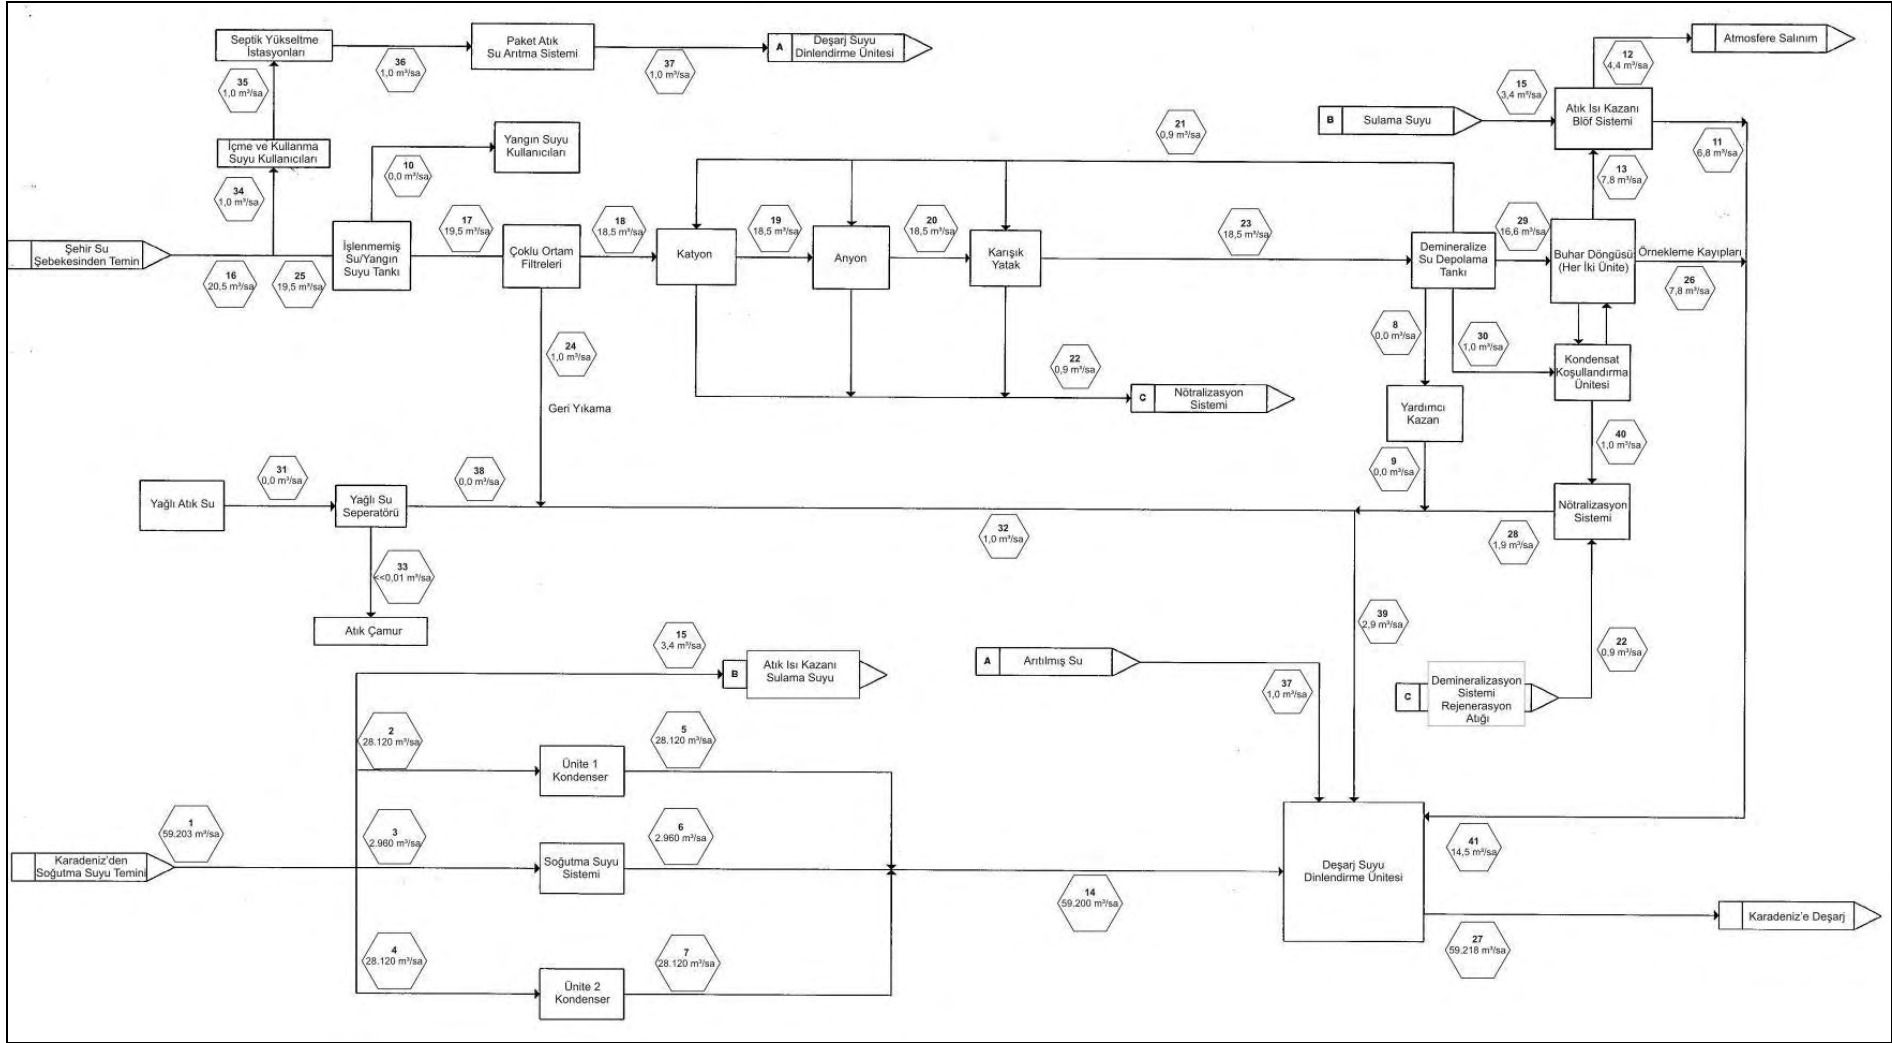 Septik Yükseltme
İstasyonları
36
1,0 m³/sa
Paket Atık
Su Arıtma Sistemi
37
1,0 m³/sa
A
Deşarj Suyu
Dinlendirme Ünitesi
12
4,4 m³/sa
Atmosfere Salınım
35
1,0 m³/sa
15
3,4 m³/sa
Atık Isı Kazanı
Blöf Sistemi
B
Sulama Suyu
11
6,8 m³/sa
İçme ve Kullanma
Suyu Kullanıcıları
Yangın Suyu
Kullanıcıları
10
0,0 m³/sa
21
0,9 m³/sa
13
7,8 m³/sa
34
1,0 m³/sa
Şehir Su
Şebekesinden Temin
16
20,5 m³/sa
25
19,5 m³/sa
İşlenmemiş
Su/Yangın
Suyu Tankı
17
19,5 m³/sa
Çoklu Ortam
Filtreleri
18
18,5 m³/sa
Katyon
19
18,5 m³/sa
Anyon
20
18,5 m³/sa
Karışık
Yatak
23
18,5 m³/sa
Demineralize
Su Depolama
Tankı
29
16,6 m³/sa
Buhar Döngüsü
(Her İki Ünite)
Örnekleme Kayıpları
26
7,8 m³/sa
24
1,0 m³/sa
Geri Yıkama
22
0,9 m³/sa
C
Nötralizasyon
Sistemi
8
0,0 m³/sa
30
1,0 m³/sa
Kondensat
Koşullandırma
Ünitesi
Yardımcı
Kazan
9
0,0 m³/sa
40
1,0 m³/sa
Yağlı Atık Su
31
0,0 m³/sa
Yağlı Su
Seperatörü
38
0,0 m³/sa
32
1,0 m³/sa
28
1,9 m³/sa
Nötralizasyon
Sistemi
33
<<0,01 m³/sa
Atık Çamur
39
2,9 m³/sa
22
0,9 m³/sa
15
3,4 m³/sa
B
Atık Isı Kazanı
Sulama Suyu
A
Arıtılmış Su
37
1,0 m³/sa
C
Demineralizasyon
Sistemi
Rejenerasyon
Atığı
2
28.120 m³/sa
Ünite 1
Kondenser
5
28.120 m³/sa
1
59.203 m³/sa
Karadeniz'den
Soğutma Suyu Temini
3
2.960 m³/sa
Soğutma Suyu
Sistemi
6
2.960 m³/sa
14
59.200 m³/sa
Deşarj Suyu
Dinlendirme Ünitesi
41
14,5 m³/sa
27
59.218 m³/sa
Karadeniz'e Deşarj
4
28.120 m³/sa
Ünite 2
Kondenser
7
28.120 m³/sa